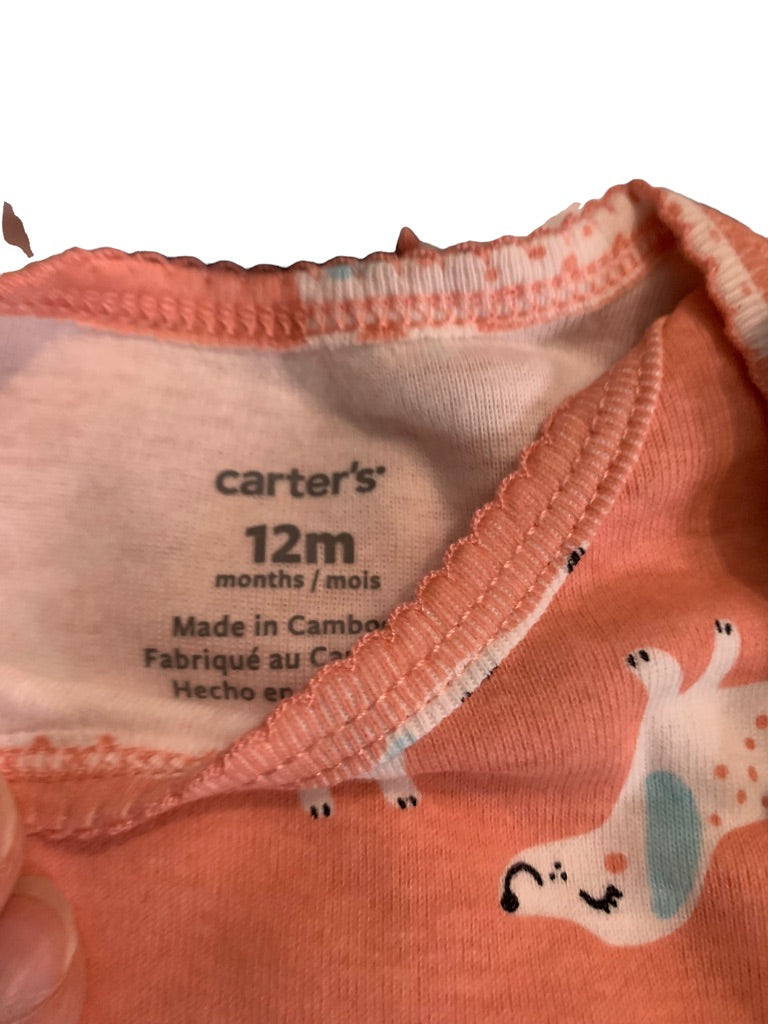 carter's
12m
months / mois
Made in Cambo
Fabriqué au Ca
Hecho en